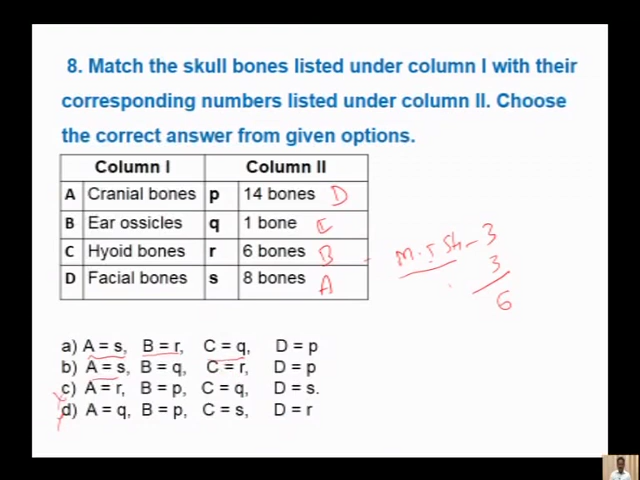 8. Match the skull bones listed under column I with their
corresponding numbers listed under column II. Choose
the correct answer from given options.
Column I Column II
A Cranial bones p 14 bones D
B Ear ossicles q 1 bone C
C Hyoid bones r 6 bones B - M. I. St - 3
D Facial bones s 8 bones A
3
6
a) A = s, B = r, C = q, D = p
b) A = s, B = q, C = r, D = p
c) A = r, B = p, C = q, D = s.
d) A = q, B = p, C = s, D = r